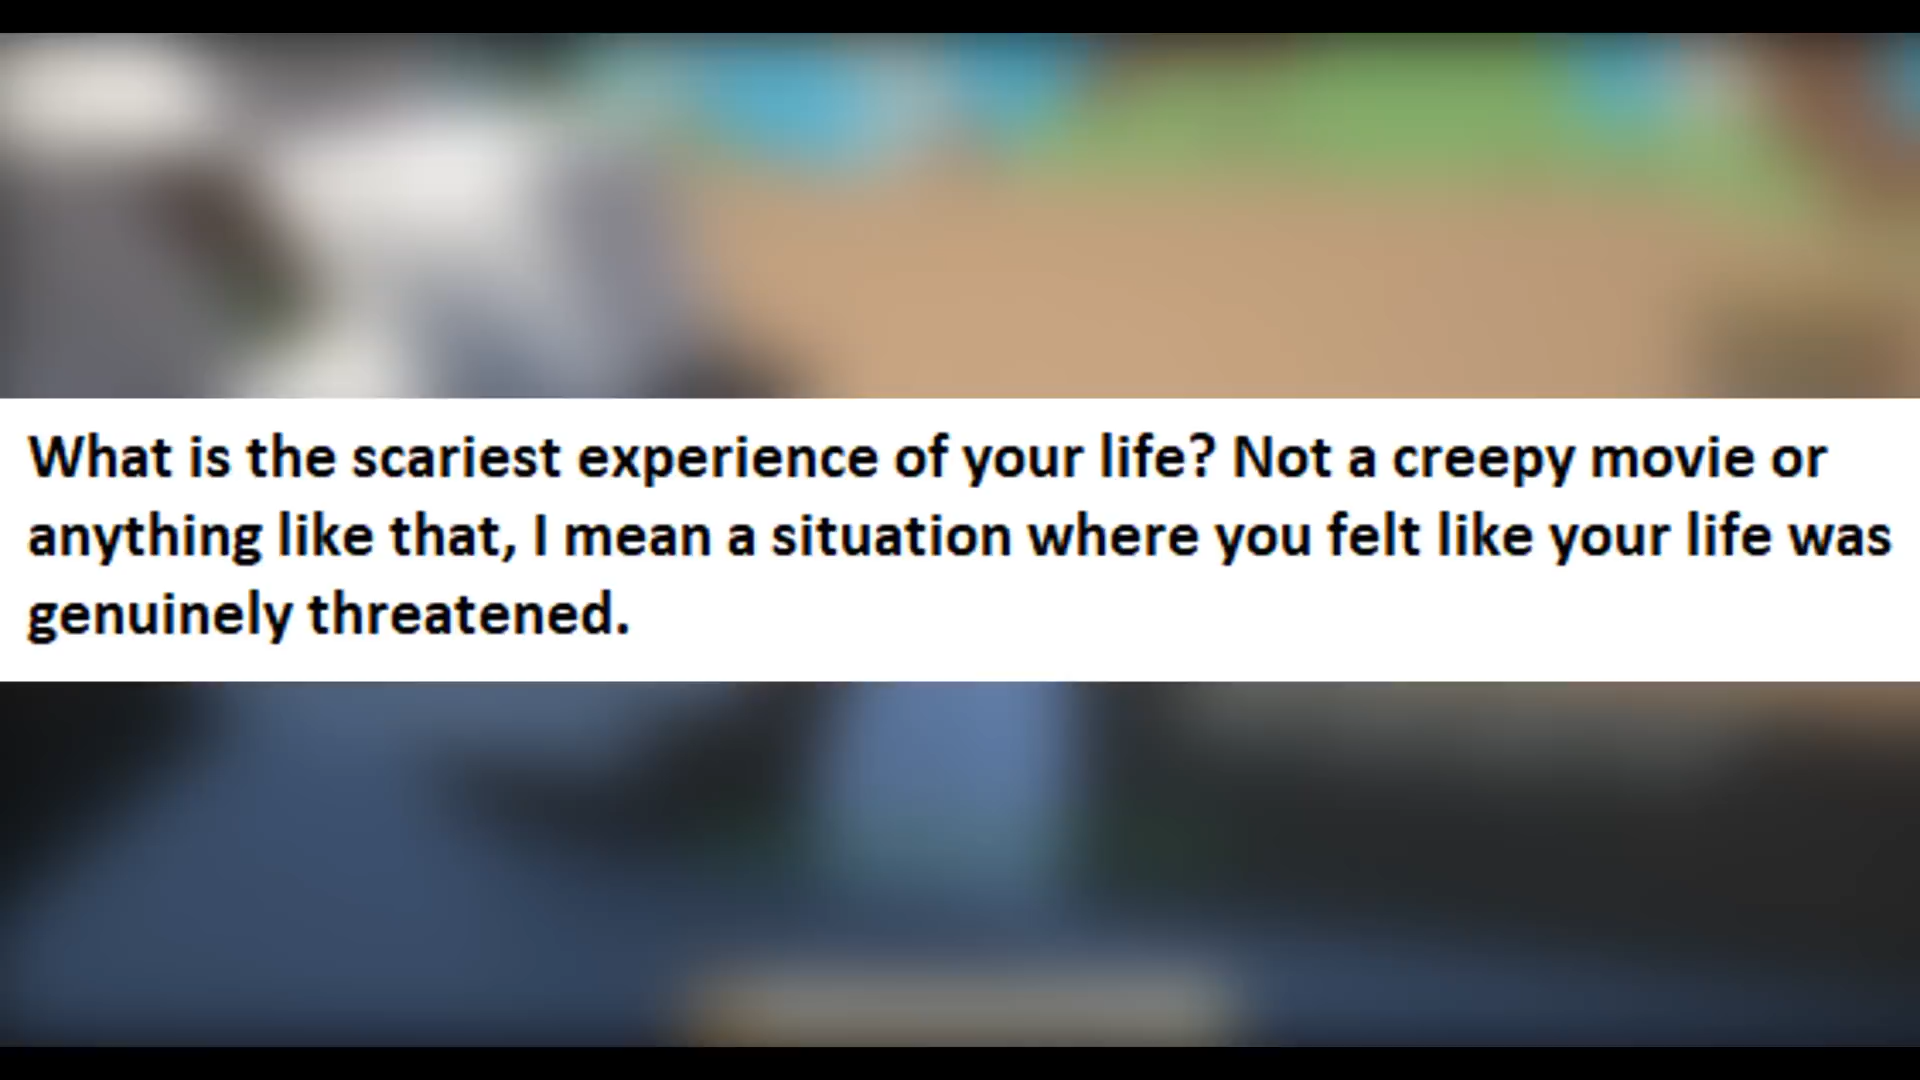 What is the scariest experience of your life? Not a creepy movie or
anything like that, I mean a situation where you felt like your life was
genuinely threatened.